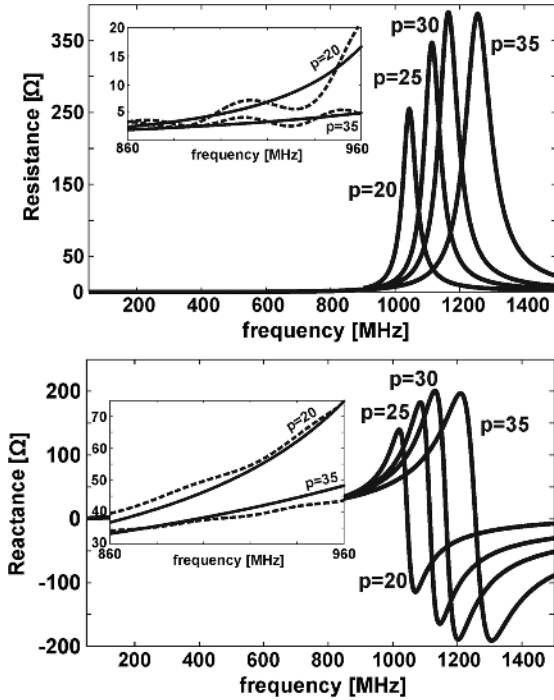 Resistance [Ω]
350
250
150
50
0
20
15
10
5
860
960
frequency [MHz]
p=20
p=35
p=30
p=35
p=25
p=20
200 400 600 800 1000 1200 1400
frequency [MHz]
Reactance [Ω]
200
100
0
-100
-200
70
60
50
40
30
860
960
frequency [MHz]
p=20
p=35
p=30
p=25
p=35
p=20
200 400 600 800 1000 1200 1400
frequency [MHz]